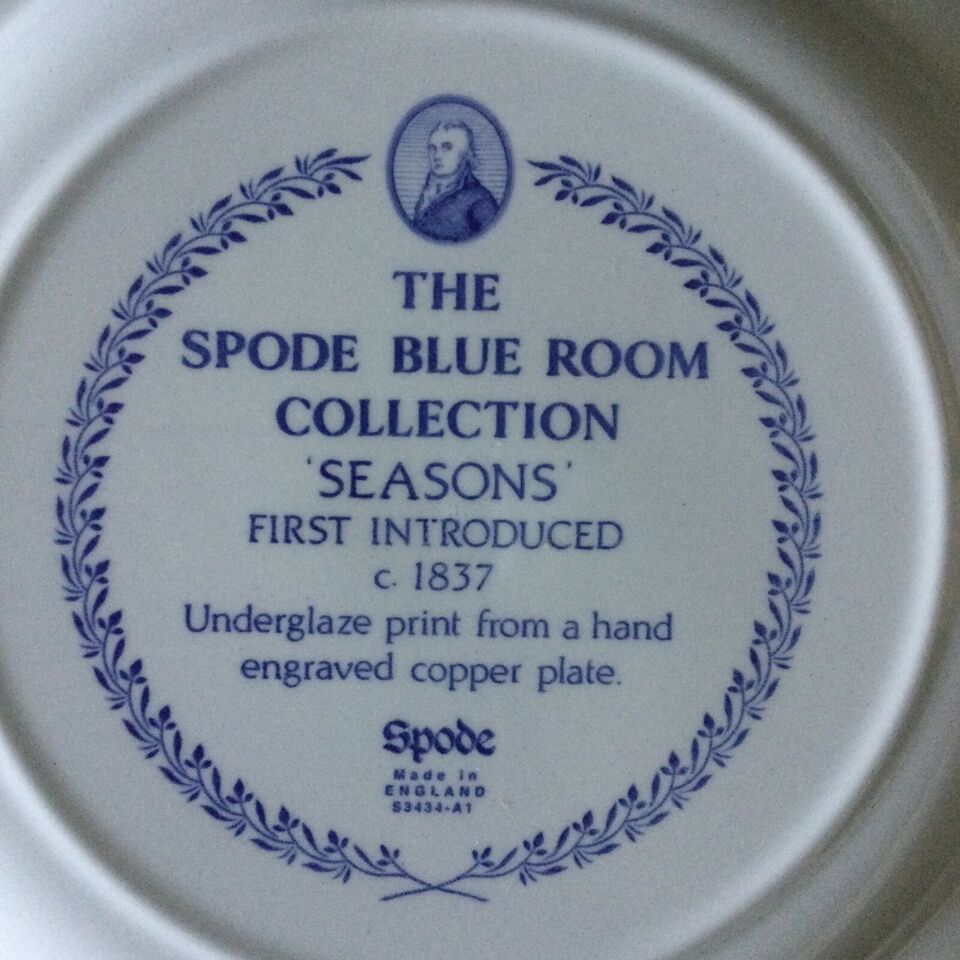 THE
SPODE BLUE ROOM
COLLECTION
'SEASONS'
FIRST INTRODUCED
c. 1837
Underglaze print from a hand
engraved copper plate.
Spode
Made in
ENGLAND
S3434-A1